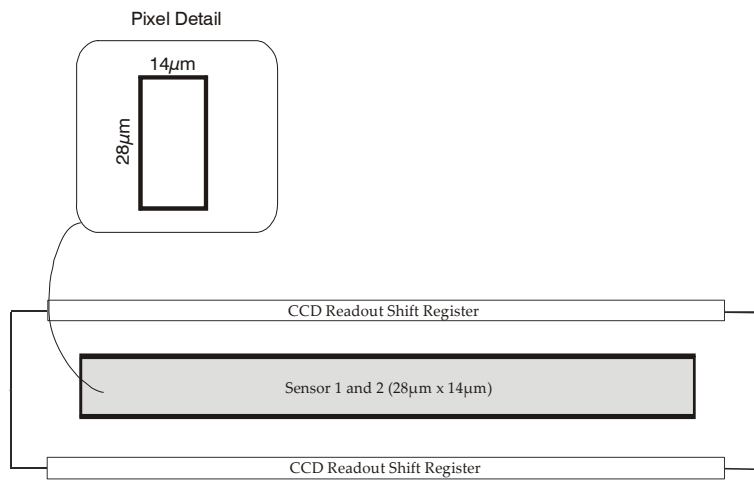 Pixel Detail
14µm
28µm
CCD Readout Shift Register
Sensor 1 and 2 (28µm x 14µm)
CCD Readout Shift Register